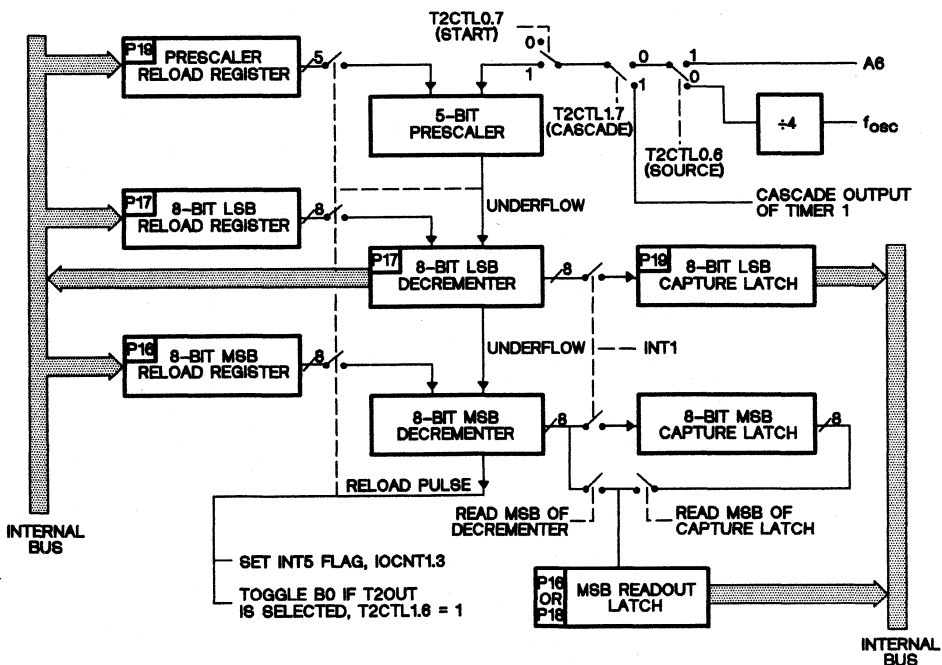 T2CTL0.7
(START)
P19
PRESCALER
RELOAD REGISTER
5
0
1
0
1
1
0
A6
5-BIT
PRESCALER
T2CTL1.7
(CASCADE)
÷4
fosc
T2CTL0.6
(SOURCE)
CASCADE OUTPUT
OF TIMER 1
P17
8-BIT LSB
RELOAD REGISTER
8
UNDERFLOW
P17
8-BIT LSB
DECREMENTER
8
P19
8-BIT LSB
CAPTURE LATCH
UNDERFLOW
INT1
P16
8-BIT MSB
RELOAD REGISTER
8
8-BIT MSB
DECREMENTER
8
8-BIT MSB
CAPTURE LATCH
8
RELOAD PULSE
READ MSB OF
DECREMENTER
READ MSB OF
CAPTURE LATCH
INTERNAL
BUS
SET INT5 FLAG, IOCNT1.3
TOGGLE B0 IF T2OUT
IS SELECTED, T2CTL1.6 = 1
P16
OR
P18
MSB READOUT
LATCH
INTERNAL
BUS